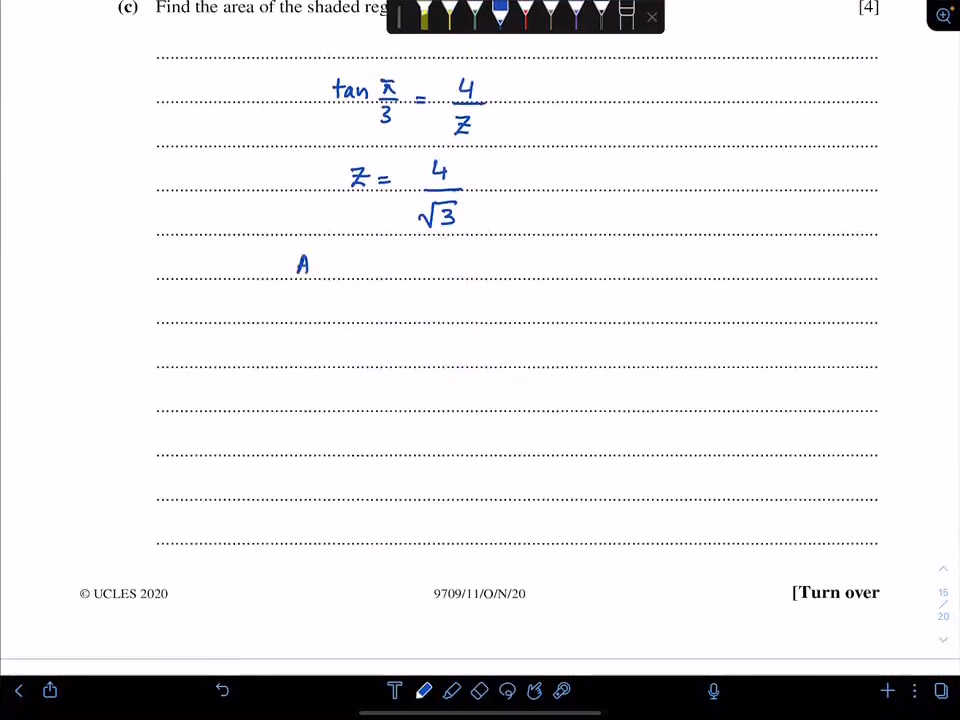 (c) Find the area of the shaded reg [4]
tan π/3 = 4/z
z = 4/√3
A
© UCLES 2020 9709/11/O/N/20 [Turn over
15
/
20